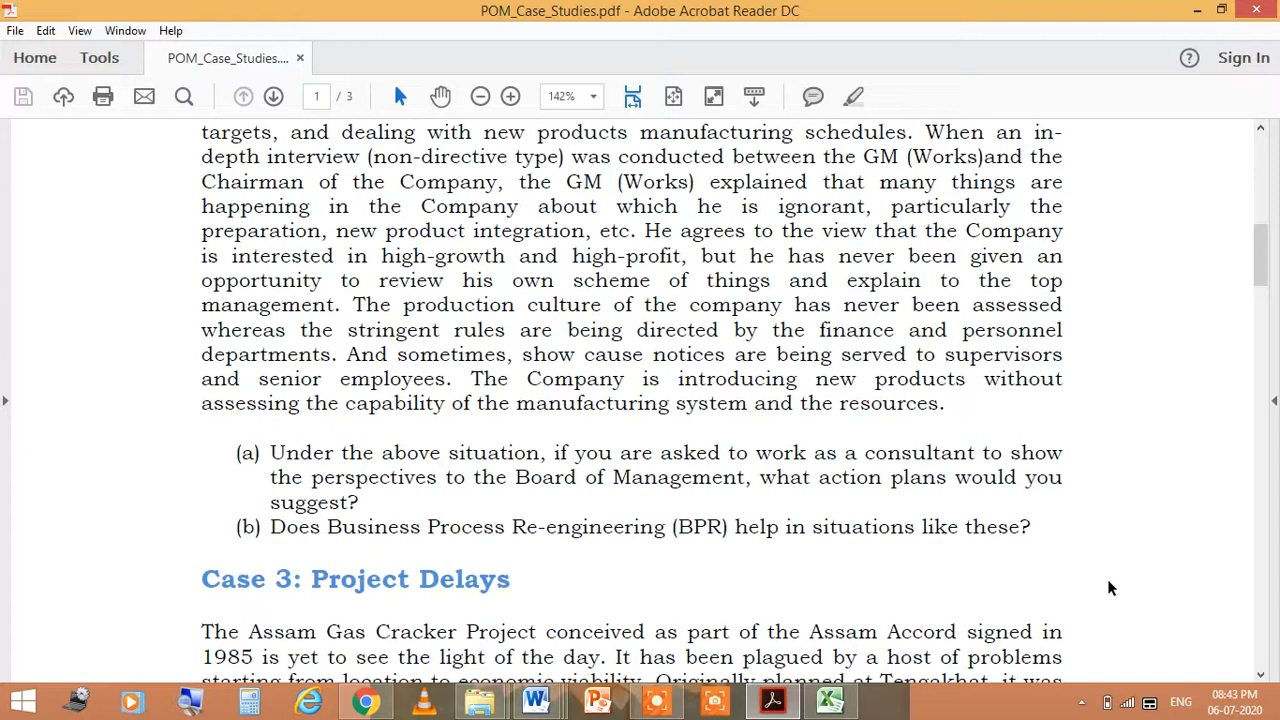 POM_Case_Studies.pdf - Adobe Acrobat Reader DC
File Edit View Window Help
Home Tools POM_Case_Studies.... × ? Sign In
1 / 3 142%
targets, and dealing with new products manufacturing schedules. When an in-
depth interview (non-directive type) was conducted between the GM (Works)and the
Chairman of the Company, the GM (Works) explained that many things are
happening in the Company about which he is ignorant, particularly the
preparation, new product integration, etc. He agrees to the view that the Company
is interested in high-growth and high-profit, but he has never been given an
opportunity to review his own scheme of things and explain to the top
management. The production culture of the company has never been assessed
whereas the stringent rules are being directed by the finance and personnel
departments. And sometimes, show cause notices are being served to supervisors
and senior employees. The Company is introducing new products without
assessing the capability of the manufacturing system and the resources.
(a) Under the above situation, if you are asked to work as a consultant to show
the perspectives to the Board of Management, what action plans would you
suggest?
(b) Does Business Process Re-engineering (BPR) help in situations like these?
Case 3: Project Delays
The Assam Gas Cracker Project conceived as part of the Assam Accord signed in
1985 is yet to see the light of the day. It has been plagued by a host of problems
starting from location to economic viability. Originally planned at Tengakhat, it was
ENG 08:43 PM
06-07-2020